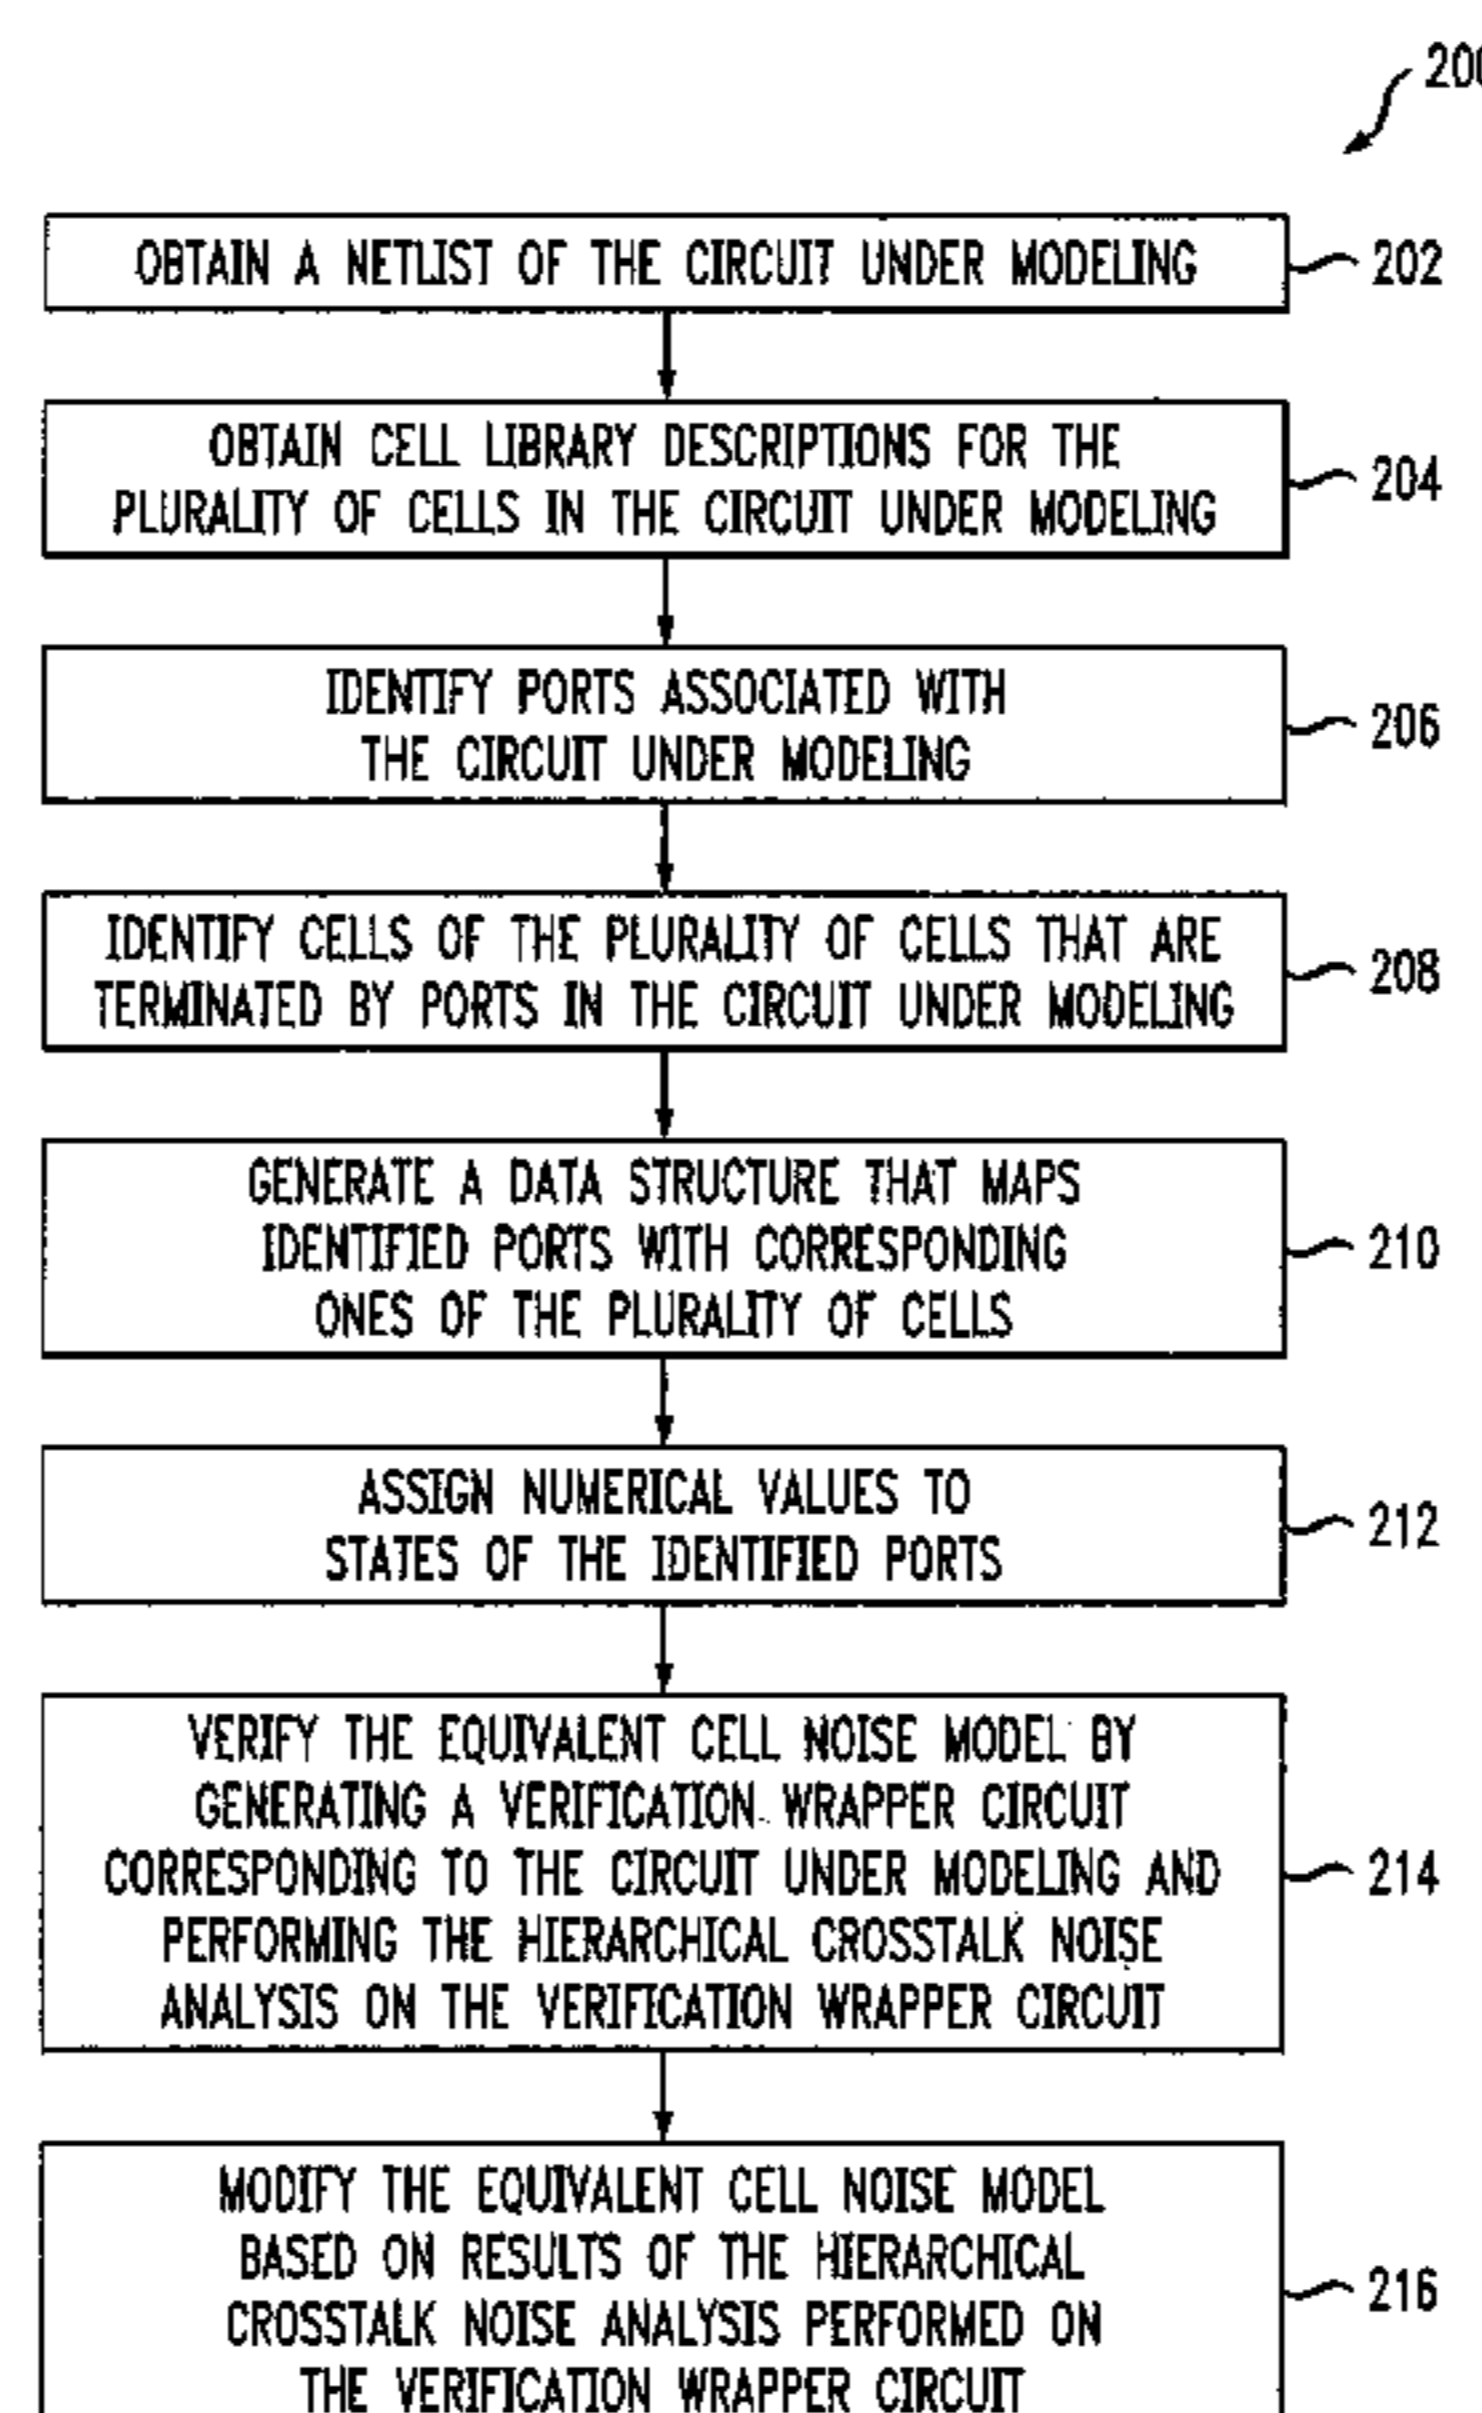 200
OBTAIN A NETLIST OF THE CIRCUIT UNDER MODELING
202
OBTAIN CELL LIBRARY DESCRIPTIONS FOR THE
PLURALITY OF CELLS IN THE CIRCUIT UNDER MODELING
204
IDENTIFY PORTS ASSOCIATED WITH
THE CIRCUIT UNDER MODELING
206
IDENTIFY CELLS OF THE PLURALITY OF CELLS THAT ARE
TERMINATED BY PORTS IN THE CIRCUIT UNDER MODELING
208
GENERATE A DATA STRUCTURE THAT MAPS
IDENTIFIED PORTS WITH CORRESPONDING
ONES OF THE PLURALITY OF CELLS
210
ASSIGN NUMERICAL VALUES TO
STATES OF THE IDENTIFIED PORTS
212
VERIFY THE EQUIVALENT CELL NOISE MODEL BY
GENERATING A VERIFICATION WRAPPER CIRCUIT
CORRESPONDING TO THE CIRCUIT UNDER MODELING AND
PERFORMING THE HIERARCHICAL CROSSTALK NOISE
ANALYSIS ON THE VERIFICATION WRAPPER CIRCUIT
214
MODIFY THE EQUIVALENT CELL NOISE MODEL
BASED ON RESULTS OF THE HIERARCHICAL
CROSSTALK NOISE ANALYSIS PERFORMED ON
THE VERIFICATION WRAPPER CIRCUIT
216